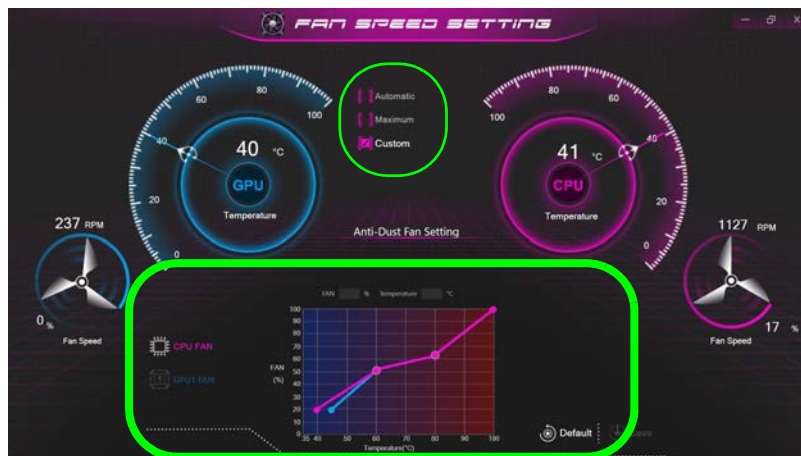 FAN SPEED SETTING
Automatic
Maximum
Custom
0 20 40 60 80 100
40 °C
GPU
Temperature
100 80 60 40 20 0
41 °C
CPU
Temperature
237 RPM
0 %
Fan Speed
Anti-Dust Fan Setting
1127 RPM
17 %
Fan Speed
FAN % Temperature °C
CPU FAN
GPU1 FAN
FAN
(%)
100
90
80
70
60
50
40
30
20
10
0
35 40 50 60 70 80 90 100
Temperature(°C)
Default